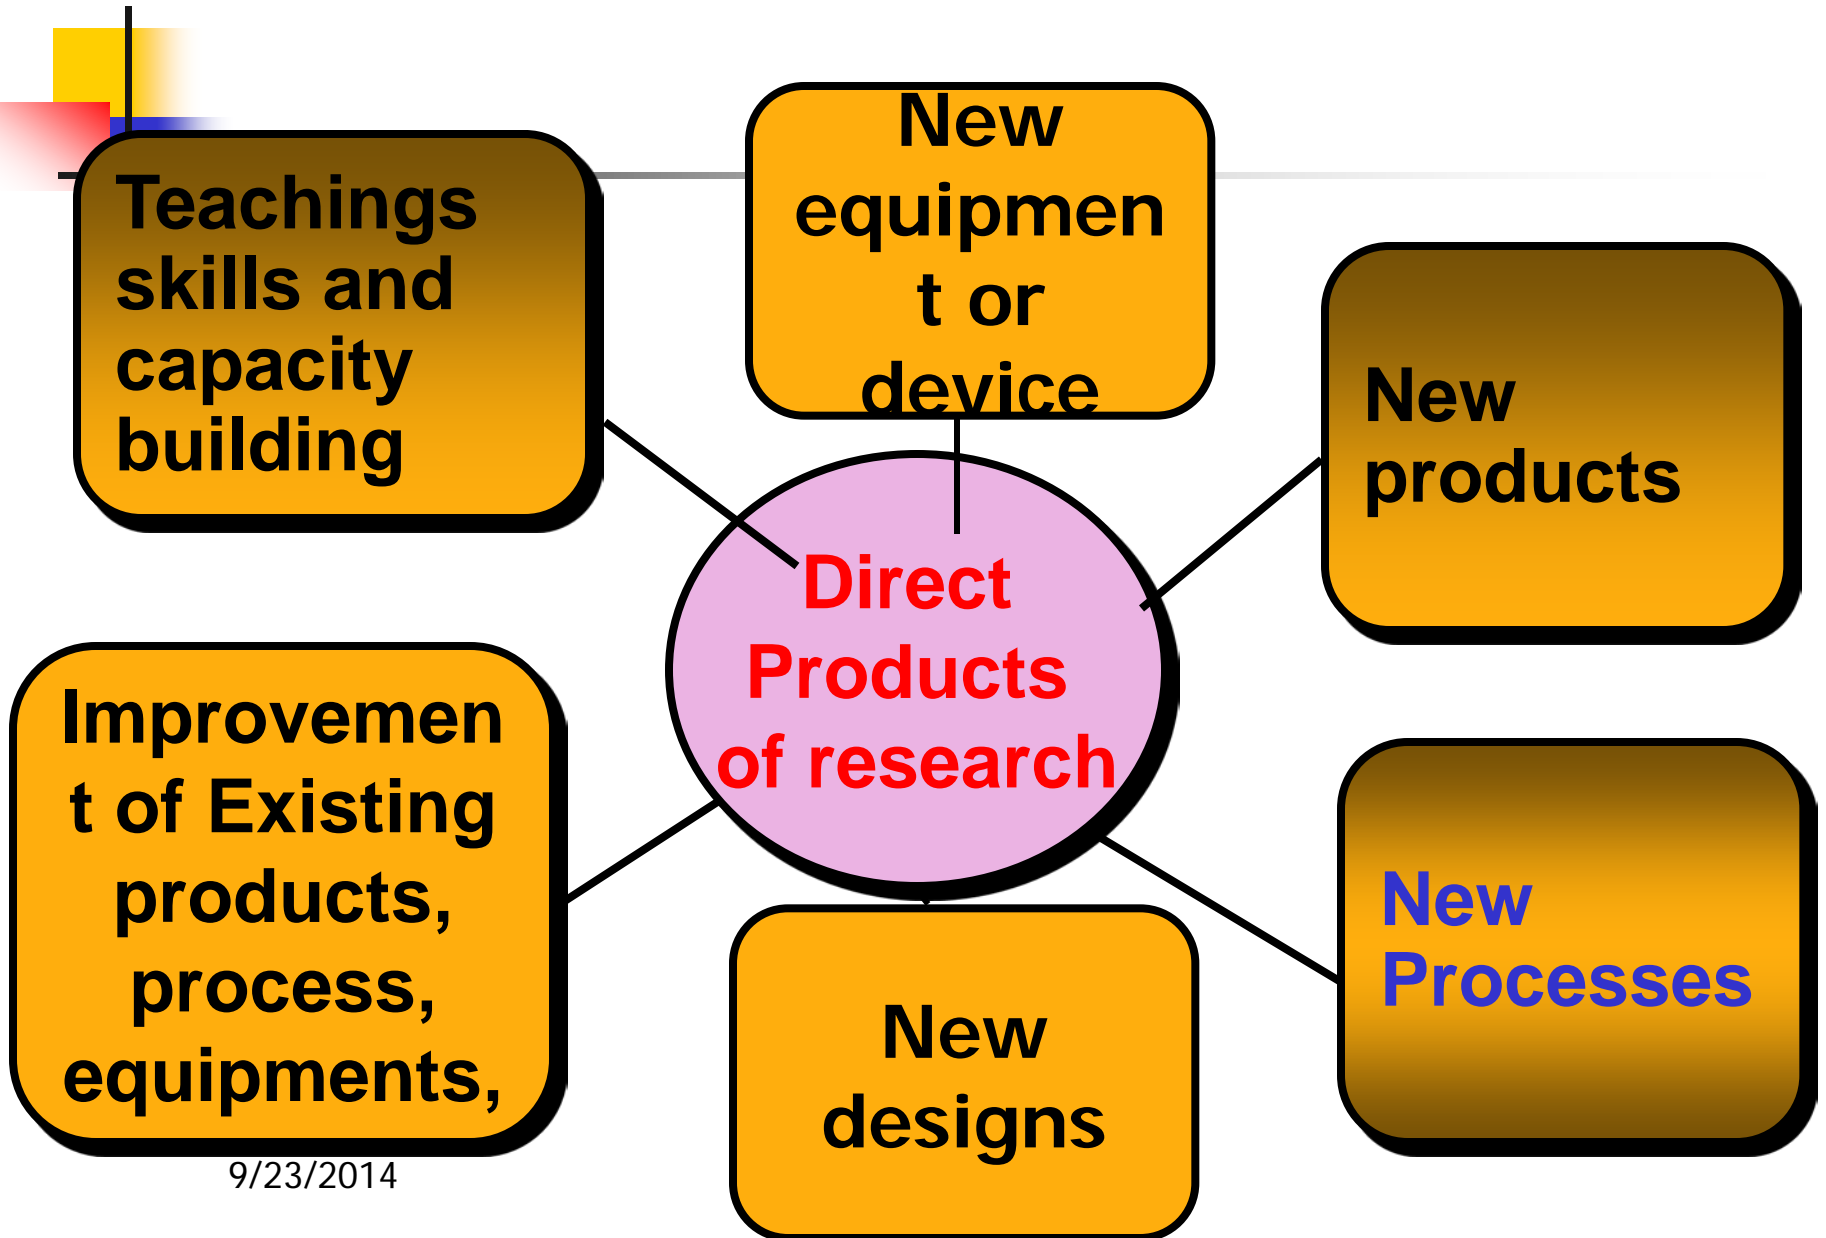 Teachings
skills and
capacity
building
New
equipmen
t or
device
New
products
Direct
Products
of research
Improvemen
t of Existing
products,
process,
equipments,
New
designs
New
Processes
9/23/2014